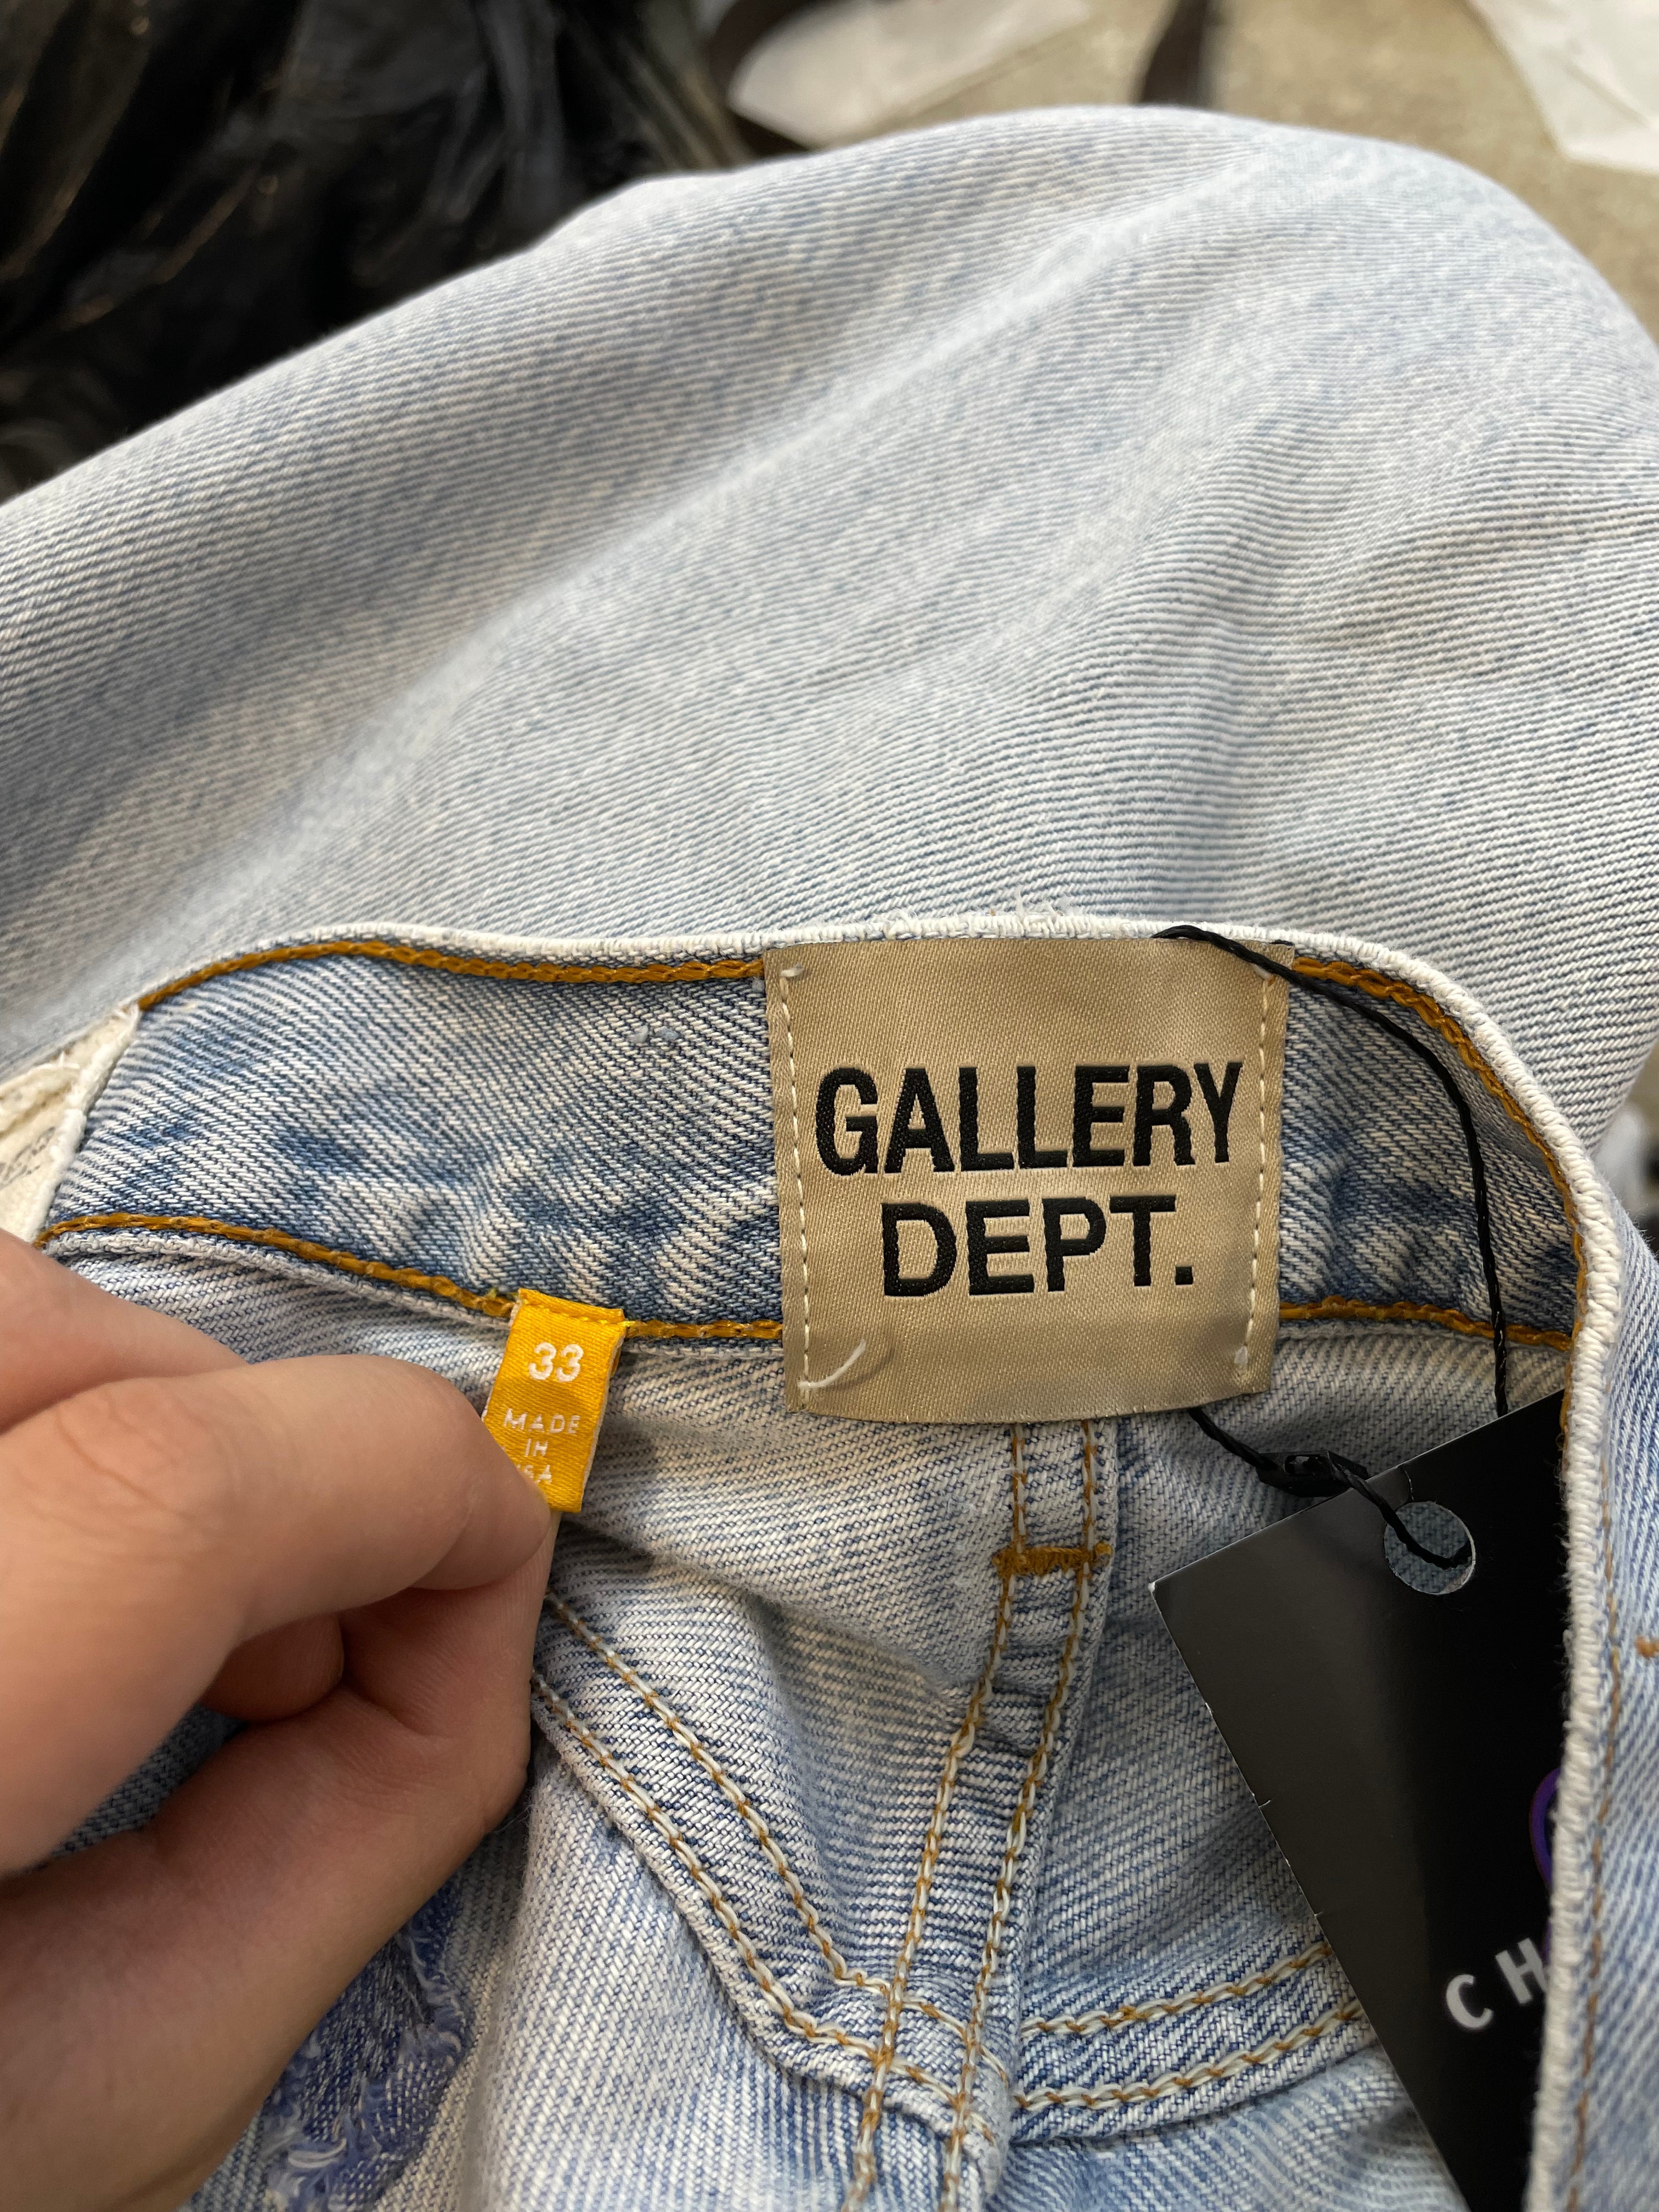 GALLERY
DEPT.
33
MADE
IN
CH